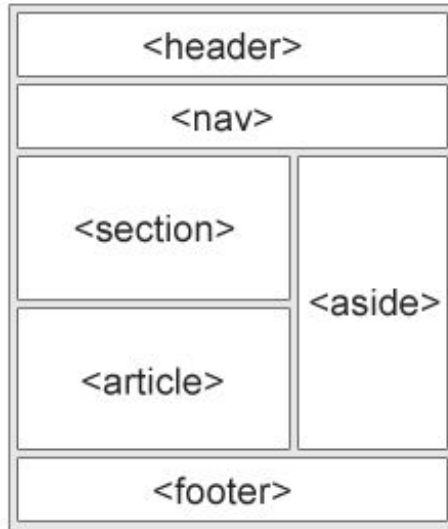 <header>
<nav>
<section>
<aside>
<article>
<footer>